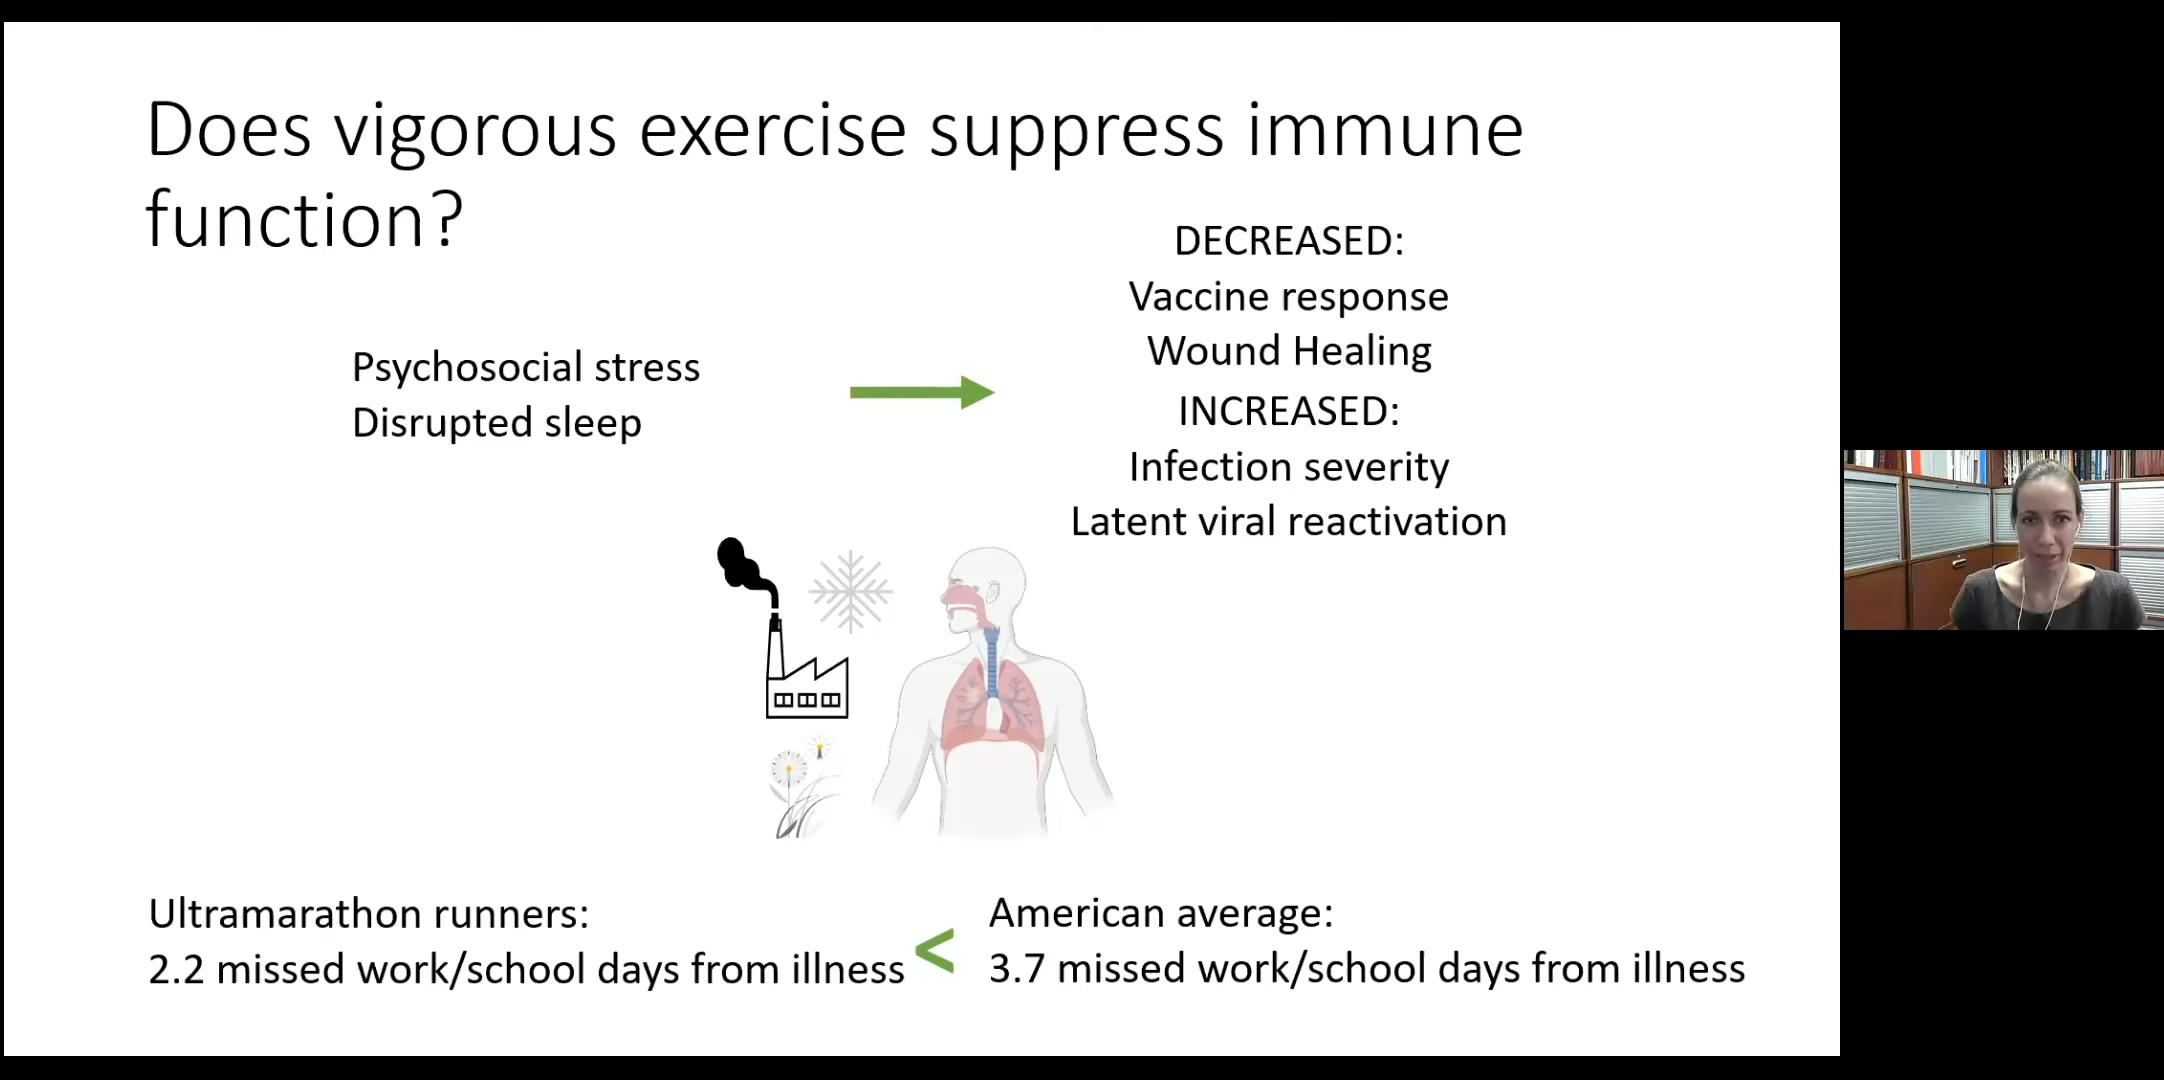 Does vigorous exercise suppress immune
function?
Psychosocial stress
Disrupted sleep
DECREASED:
Vaccine response
Wound Healing
INCREASED:
Infection severity
Latent viral reactivation
Ultramarathon runners:
2.2 missed work/school days from illness
<
American average:
3.7 missed work/school days from illness